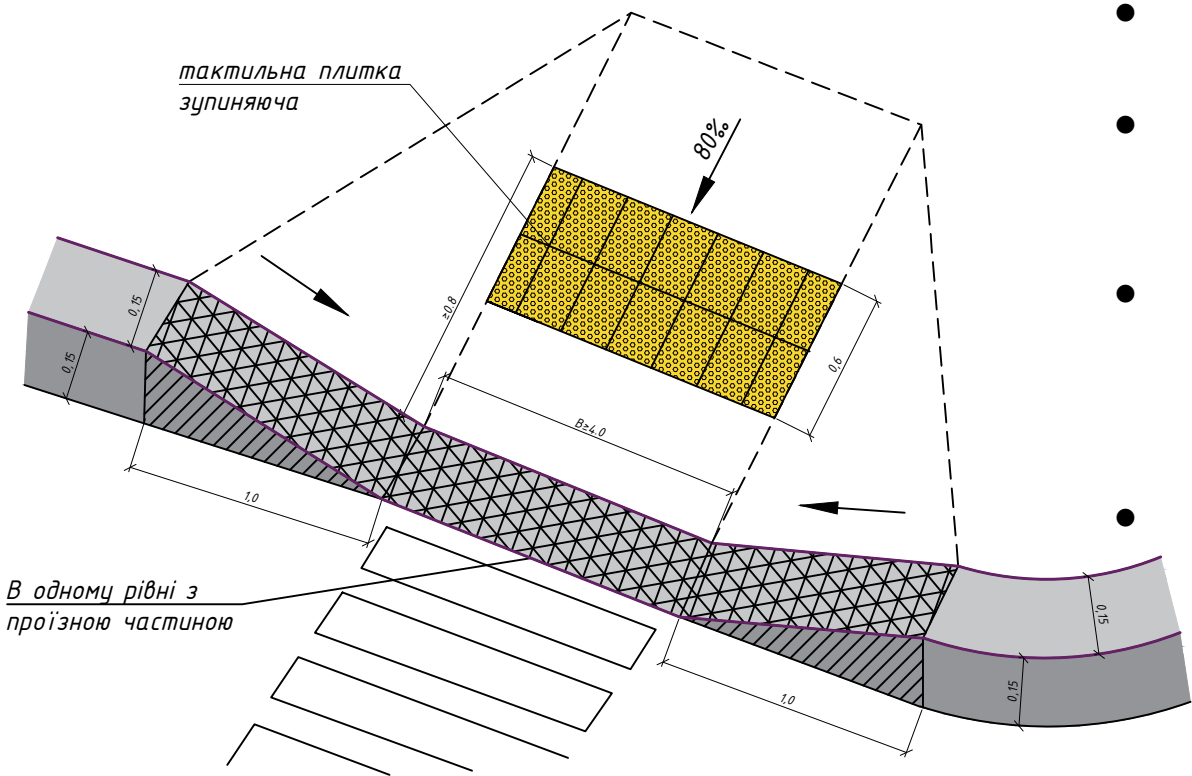 тактильна плитка
зупиняюча
80‰
0,15
0,15
≥0.8
0,6
B≥4.0
1,0
В одному рівні з
проїзною частиною
0,15
0,15
1,0